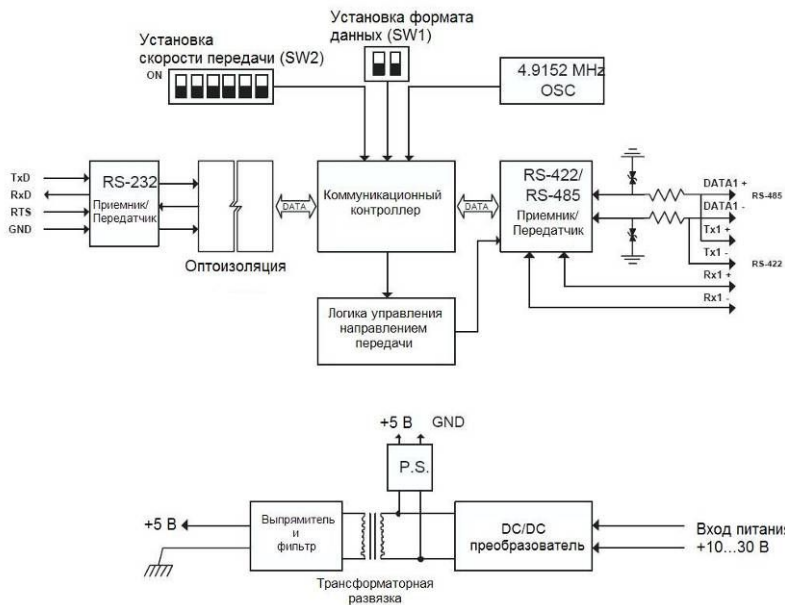 Установка формата
данных (SW1)
Установка
скорости передачи (SW2)
ON
4.9152 MHz
OSC
TxD
RxD
RTS
GND
RS-232
Приемник/
Передатчик
Оптоизоляция
DATA
Коммуникационный
контроллер
DATA
RS-422/
RS-485
Приемник/
Передатчик
DATA1 +
RS-485
DATA1 -
Tx1 +
Tx1 -
RS-422
Rx1 +
Rx1 -
Логика управления
направлением
передачи
+5 В
GND
P.S.
+5 В
Выпрямитель
и
фильтр
DC/DC
преобразователь
Вход питания
+10...30 В
Трансформаторная
развязка